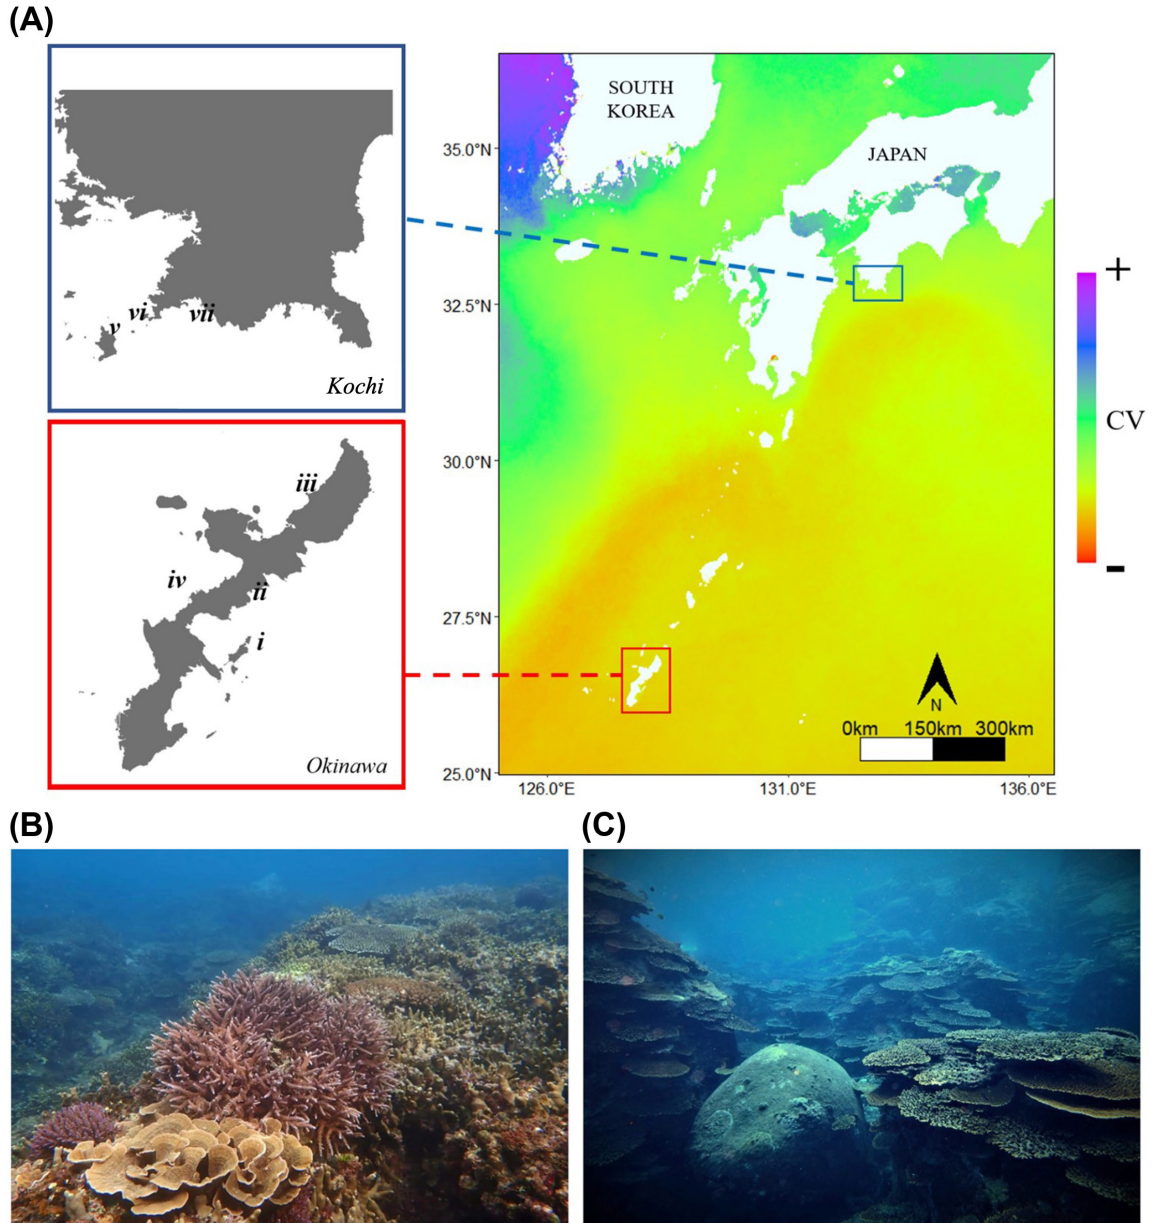 (A)
SOUTH
KOREA
JAPAN
35.0°N
32.5°N
30.0°N
27.5°N
25.0°N
126.0°E
131.0°E
136.0°E
v
vi
vii
Kochi
iii
iv
ii
i
Okinawa
+
CV
-
N
0km 150km 300km
(B)
(C)